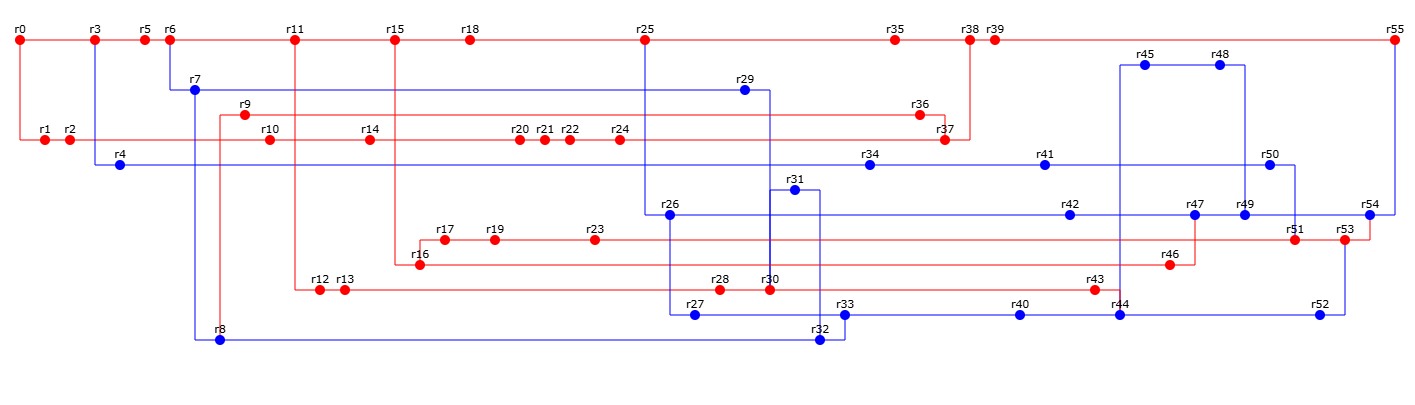 r0 r3 r5 r6 r11 r15 r18 r25 r35 r38 r39 r55
r45 r48
r7 r29
r9 r36
r1 r2 r10 r14 r20 r21 r22 r24 r37
r4 r34 r41 r50
r31
r26 r42 r47 r49 r54
r17 r19 r23 r51 r53
r16 r46
r12 r13 r28 r30 r43
r27 r33 r40 r44 r52
r8 r32